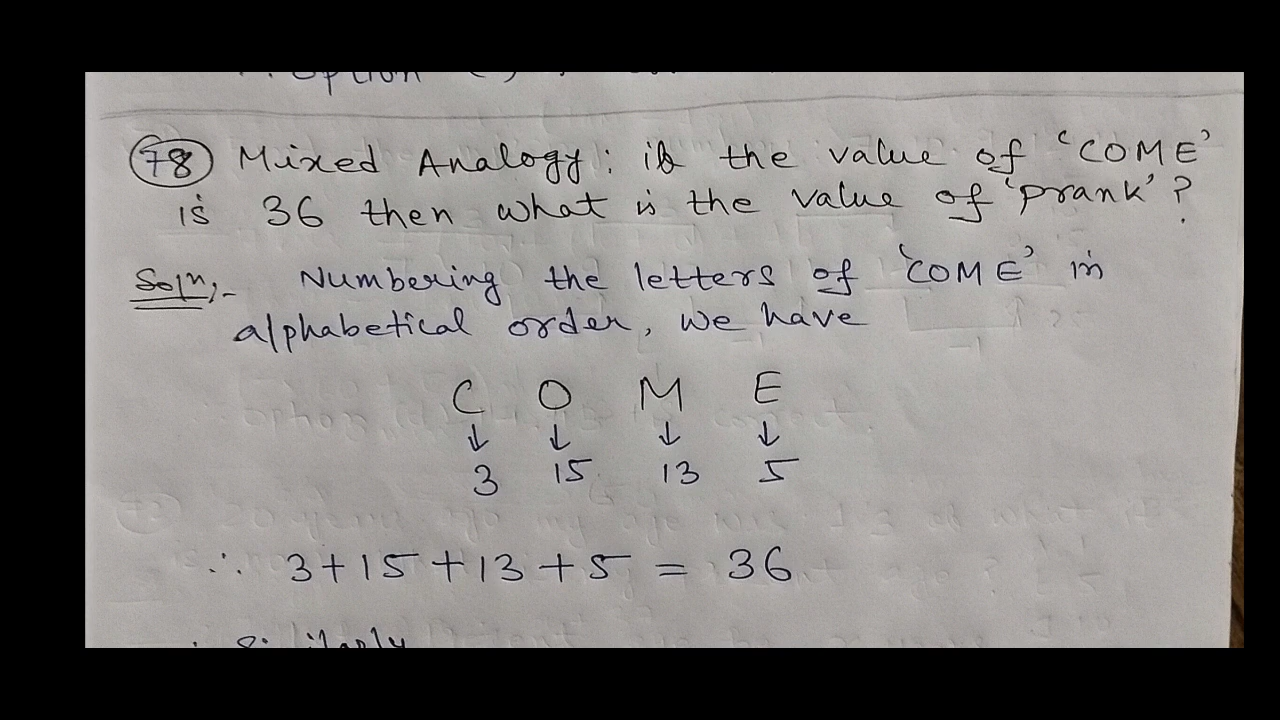 78 Mixed Analogy: if the value of 'COME'
is 36 then what is the value of 'prank'?
Soln,- Numbering the letters of 'COME' in
alphabetical order, we have
C O M E
↓ ↓ ↓ ↓
3 15 13 5
∴ 3+15+13+5 = 36